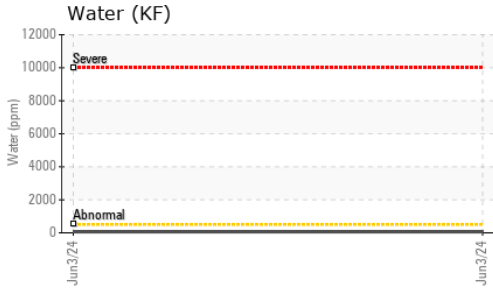 Water (KF)
12000
Severe
10000
8000
Water (ppm)
6000
4000
2000
Abnormal
0
Jun3/24
Jun3/24